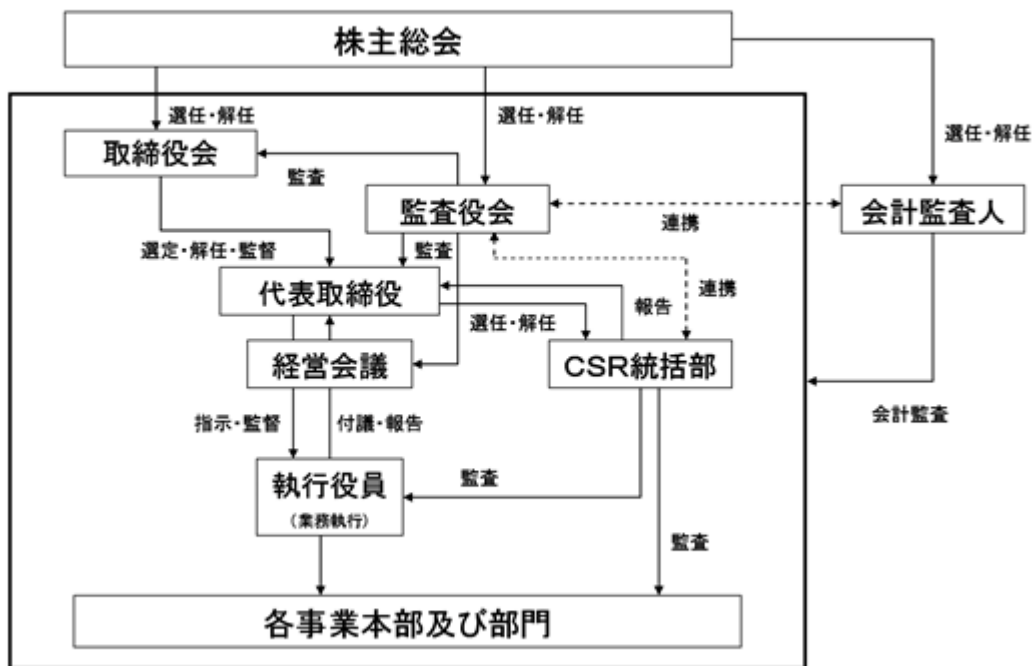 株主総会
選任・解任
選任・解任
選任・解任
取締役会
監査
監査役会
連携
会計監査人
選定・解任・監督
監査
代表取締役
連携
報告
選任・解任
経営会議
CSR統括部
会計監査
指示・監督
付議・報告
執行役員
(業務執行)
監査
監査
各事業本部及び部門